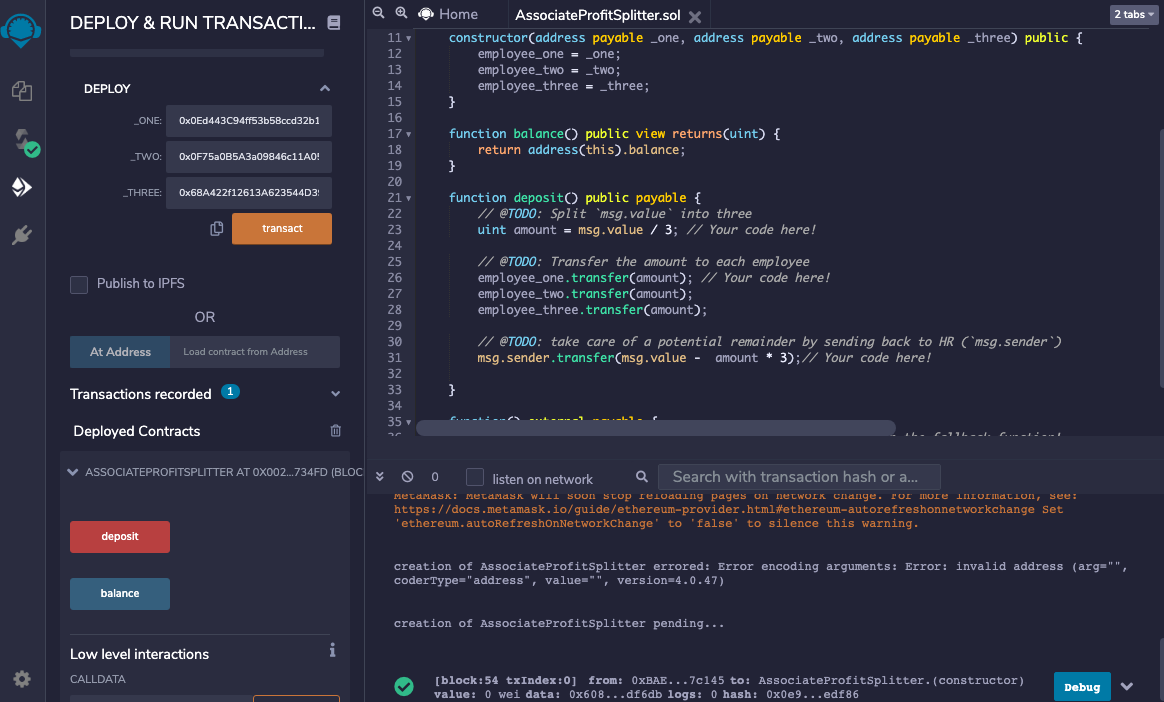 DEPLOY & RUN TRANSACTI...
DEPLOY
_ONE: 0x0Ed443C94ff53b58ccd32b1
_TWO: 0x0F75a0B5A3a09846c11A05
_THREE: 0x68A422f12613A623544D35
transact
Publish to IPFS
OR
At Address Load contract from Address
Transactions recorded 1
Deployed Contracts
ASSOCIATEPROFITSPLITTER AT 0X002...734FD (BLOC
deposit
balance
Low level interactions
CALLDATA
Home AssociateProfitSplitter.sol 2 tabs
11 constructor(address payable _one, address payable _two, address payable _three) public {
12 employee_one = _one;
13 employee_two = _two;
14 employee_three = _three;
15 }
16
17 function balance() public view returns(uint) {
18 return address(this).balance;
19 }
20
21 function deposit() public payable {
22 // @TODO: Split `msg.value` into three
23 uint amount = msg.value / 3; // Your code here!
24
25 // @TODO: Transfer the amount to each employee
26 employee_one.transfer(amount); // Your code here!
27 employee_two.transfer(amount);
28 employee_three.transfer(amount);
29
30 // @TODO: take care of a potential remainder by sending back to HR (`msg.sender`)
31 msg.sender.transfer(msg.value -  amount * 3);// Your code here!
32
33 }
34
35 function() external payable {
36 the fallback function!
0 listen on network Search with transaction hash or a...
MetaMask: MetaMask will soon stop reloading pages on network change. For more information, see:
https://docs.metamask.io/guide/ethereum-provider.html#ethereum-autorefreshonnetworkchange Set
'ethereum.autoRefreshOnNetworkChange' to 'false' to silence this warning.
creation of AssociateProfitSplitter errored: Error encoding arguments: Error: invalid address (arg="",
coderType="address", value="", version=4.0.47)
creation of AssociateProfitSplitter pending...
[block:54 txIndex:0] from: 0xBAE...7c145 to: AssociateProfitSplitter.(constructor)
value: 0 wei data: 0x608...df6db logs: 0 hash: 0x0e9...edf86
Debug